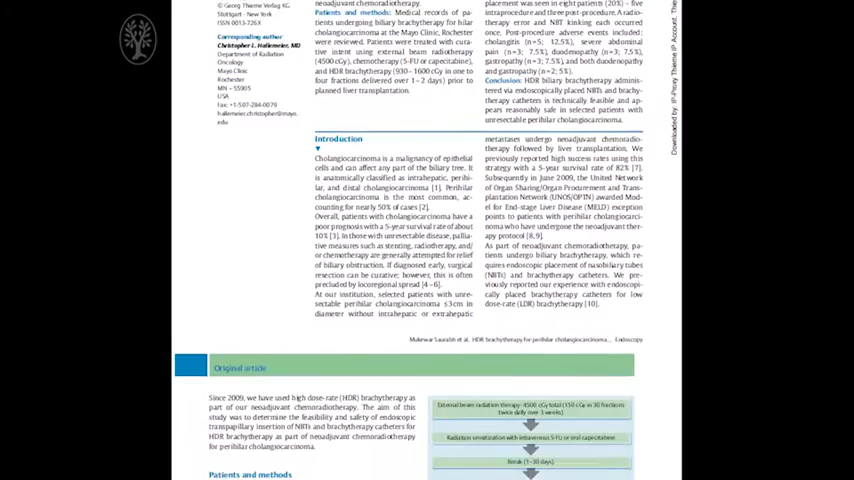 © Georg Thieme Verlag KG
Stuttgart · New York
ISSN 0013-726X
Corresponding author
Christopher L. Hallemeier, MD
Department of Radiation
Oncology
Mayo Clinic
Rochester
MN – 55905
USA
Fax: +1-507-284-0079
hallemeier.christopher@mayo.
edu
neoadjuvant chemoradiotherapy.
Patients and methods: Medical records of pa-
tients undergoing biliary brachytherapy for hilar
cholangiocarcinoma at the Mayo Clinic, Rochester
were reviewed. Patients were treated with cura-
tive intent using external beam radiotherapy
(4500 cGy), chemotherapy (5-FU or capecitabine),
and HDR brachytherapy (930–1600 cGy in one to
four fractions delivered over 1–2 days) prior to
planned liver transplantation.
placement was seen in eight patients (20%) – five
intraprocedure and three post-procedure. A radio-
therapy error and NBT kinking each occurred
once. Post-procedure adverse events included:
cholangitis (n=5; 12.5%), severe abdominal
pain (n=3; 7.5%), duodenopathy (n=3; 7.5%),
gastropathy (n=3; 7.5%), and both duodenopathy
and gastropathy (n=2; 5%).
Conclusion: HDR biliary brachytherapy adminis-
tered via endoscopically placed NBTs and brachy-
therapy catheters is technically feasible and ap-
pears reasonably safe in selected patients with
unresectable perihilar cholangiocarcinoma.
Introduction
Cholangiocarcinoma is a malignancy of epithelial
cells and can affect any part of the biliary tree. It
is anatomically classified as intrahepatic, perihi-
lar, and distal cholangiocarcinoma [1]. Perihilar
cholangiocarcinoma is the most common, ac-
counting for nearly 50% of cases [2].
Overall, patients with cholangiocarcinoma have a
poor prognosis with a 5-year survival rate of about
10% [3]. In those with unresectable disease, pallia-
tive measures such as stenting, radiotherapy, and/
or chemotherapy are generally attempted for relief
of biliary obstruction. If diagnosed early, surgical
resection can be curative; however, this is often
precluded by locoregional spread [4–6].
At our institution, selected patients with unre-
sectable perihilar cholangiocarcinoma ≤3cm in
diameter without intrahepatic or extrahepatic
metastases undergo neoadjuvant chemoradio-
therapy followed by liver transplantation. We
previously reported high success rates using this
strategy with a 5-year survival rate of 82% [7].
Subsequently in June 2009, the United Network
of Organ Sharing/Organ Procurement and Trans-
plantation Network (UNOS/OPTN) awarded Mod-
el for End-stage Liver Disease (MELD) exception
points to patients with perihilar cholangiocarci-
noma who have undergone the neoadjuvant ther-
apy protocol [8,9].
As part of neoadjuvant chemoradiotherapy, pa-
tients undergo biliary brachytherapy, which re-
quires endoscopic placement of nasobiliary tubes
(NBTs) and brachytherapy catheters. We pre-
viously reported our experience with endoscopi-
cally placed brachytherapy catheters for low
dose-rate (LDR) brachytherapy [10].
Downloaded by: IP-Proxy Thieme IP Account,
Mukewar Saurabh et al. HDR brachytherapy for perihilar cholangiocarcinoma... Endoscopy
Original article
Since 2009, we have used high dose-rate (HDR) brachytherapy as
part of our neoadjuvant chemoradiotherapy. The aim of this
study was to determine the feasibility and safety of endoscopic
transpapillary insertion of NBTs and brachytherapy catheters for
HDR brachytherapy as part of neoadjuvant chemoradiotherapy
for perihilar cholangiocarcinoma.
Patients and methods
External beam radiation therapy: 4500 cGy total (150 cGy in 30 fractions
twice daily over 3 weeks)
Radiation sensitization with intravenous 5-FU or oral capecitabine
Break (1–30 days)